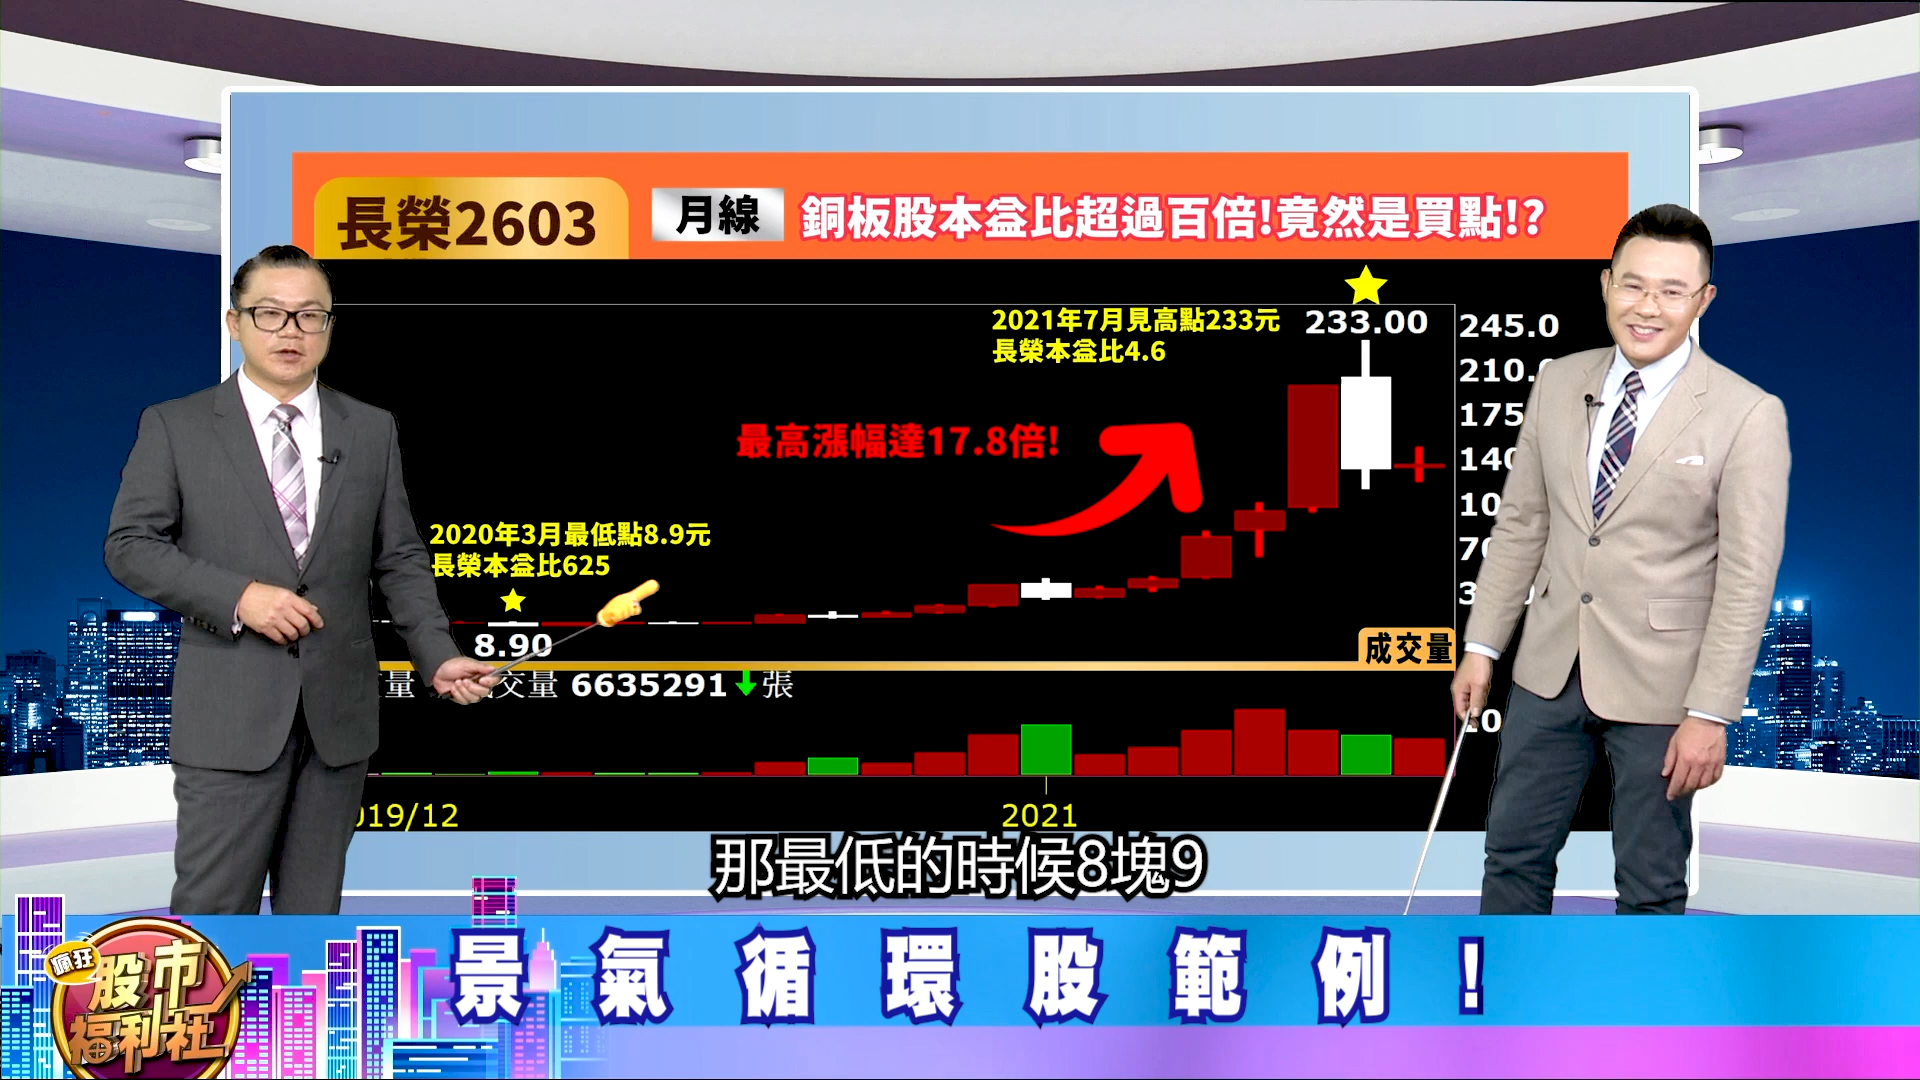 長榮2603
月線
銅板股本益比超過百倍!竟然是買點!?
2021年7月見高點233元
長榮本益比4.6
233.00
245.0
210.
175
140
最高漲幅達17.8倍!
2020年3月最低點8.9元
長榮本益比625
8.90
成交量
量
交量 6635291 張
019/12
2021
那最低的時候8塊9
景氣循環股範例!
瘋狂
股市
福利社